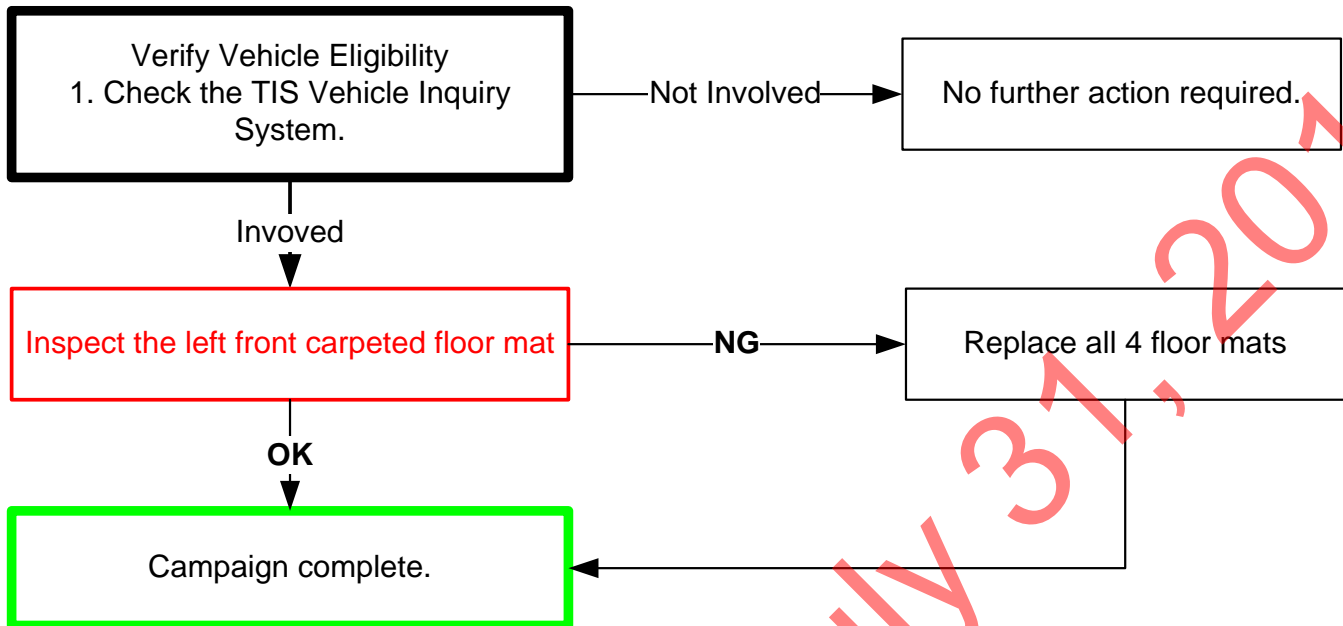 Verify Vehicle Eligibility
1. Check the TIS Vehicle Inquiry
System.
Not Involved
No further action required.
Invoved
Inspect the left front carpeted floor mat
NG
Replace all 4 floor mats
OK
Campaign complete.
31,